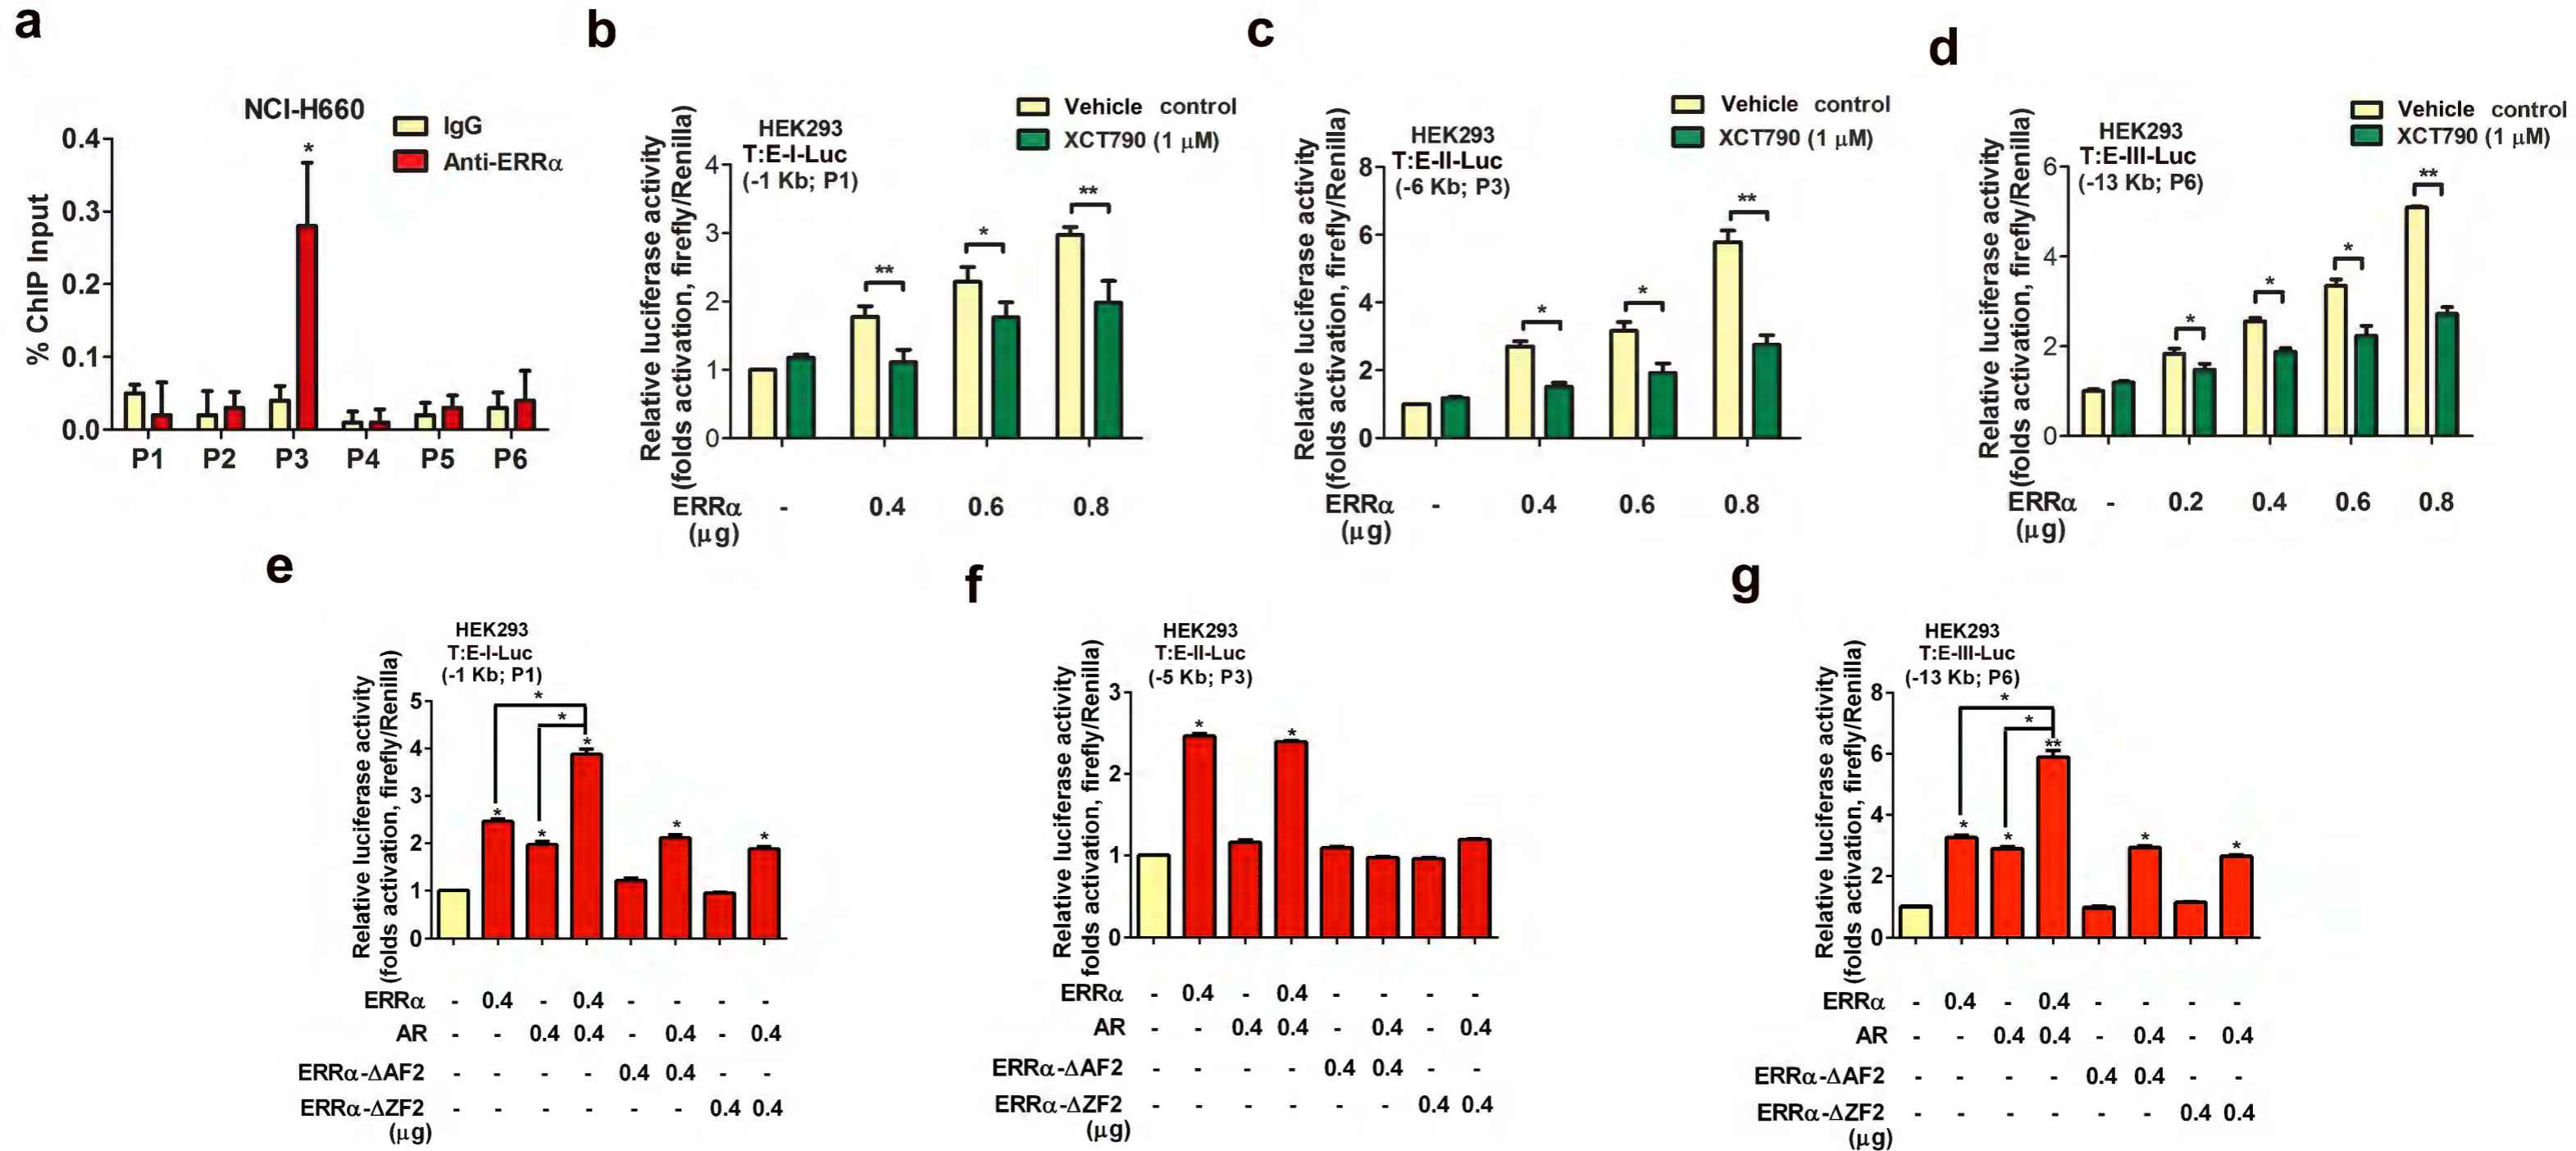 a
NCI-H660
IgG
Anti-ERRα
% ChIP Input
0.4
0.3
0.2
0.1
0.0
*
P1 P2 P3 P4 P5 P6
b
HEK293
T:E-I-Luc
(-1 Kb; P1)
Vehicle control
XCT790 (1 μM)
Relative luciferase activity
(folds activation, firefly/Renilla)
4
3
2
1
0
** * **
ERRα - 0.4 0.6 0.8
(μg)
c
HEK293
T:E-II-Luc
(-6 Kb; P3)
Vehicle control
XCT790 (1 μM)
Relative luciferase activity
(folds activation, firefly/Renilla)
8
6
4
2
0
* * **
ERRα - 0.4 0.6 0.8
(μg)
d
HEK293
T:E-III-Luc
(-13 Kb; P6)
Vehicle control
XCT790 (1 μM)
Relative luciferase activity
(folds activation, firefly/Renilla)
6
4
2
0
* * * **
ERRα - 0.2 0.4 0.6 0.8
(μg)
e
HEK293
T:E-I-Luc
(-1 Kb; P1)
Relative luciferase activity
(folds activation, firefly/Renilla)
5
4
3
2
1
0
*
*
* * * * *
ERRα - 0.4 - 0.4 - - - -
AR - - 0.4 0.4 - 0.4 - 0.4
ERRα-ΔAF2 - - - - 0.4 0.4 - -
ERRα-ΔZF2 - - - - - - 0.4 0.4
(μg)
f
HEK293
T:E-II-Luc
(-5 Kb; P3)
Relative luciferase activity
folds activation, firefly/Renilla)
3
2
1
0
* *
ERRα - 0.4 - 0.4 - - - -
AR - - 0.4 0.4 - 0.4 - 0.4
ERRα-ΔAF2 - - - - 0.4 0.4 - -
ERRα-ΔZF2 - - - - - - 0.4 0.4
(μg)
g
HEK293
T:E-III-Luc
(-13 Kb; P6)
Relative luciferase activity
(folds activation, firefly/Renilla)
8
6
4
2
0
*
*
* * ** * *
ERRα - 0.4 - 0.4 - - - -
AR - - 0.4 0.4 - 0.4 - 0.4
ERRα-ΔAF2 - - - - 0.4 0.4 - -
ERRα-ΔZF2 - - - - - - 0.4 0.4
(μg)